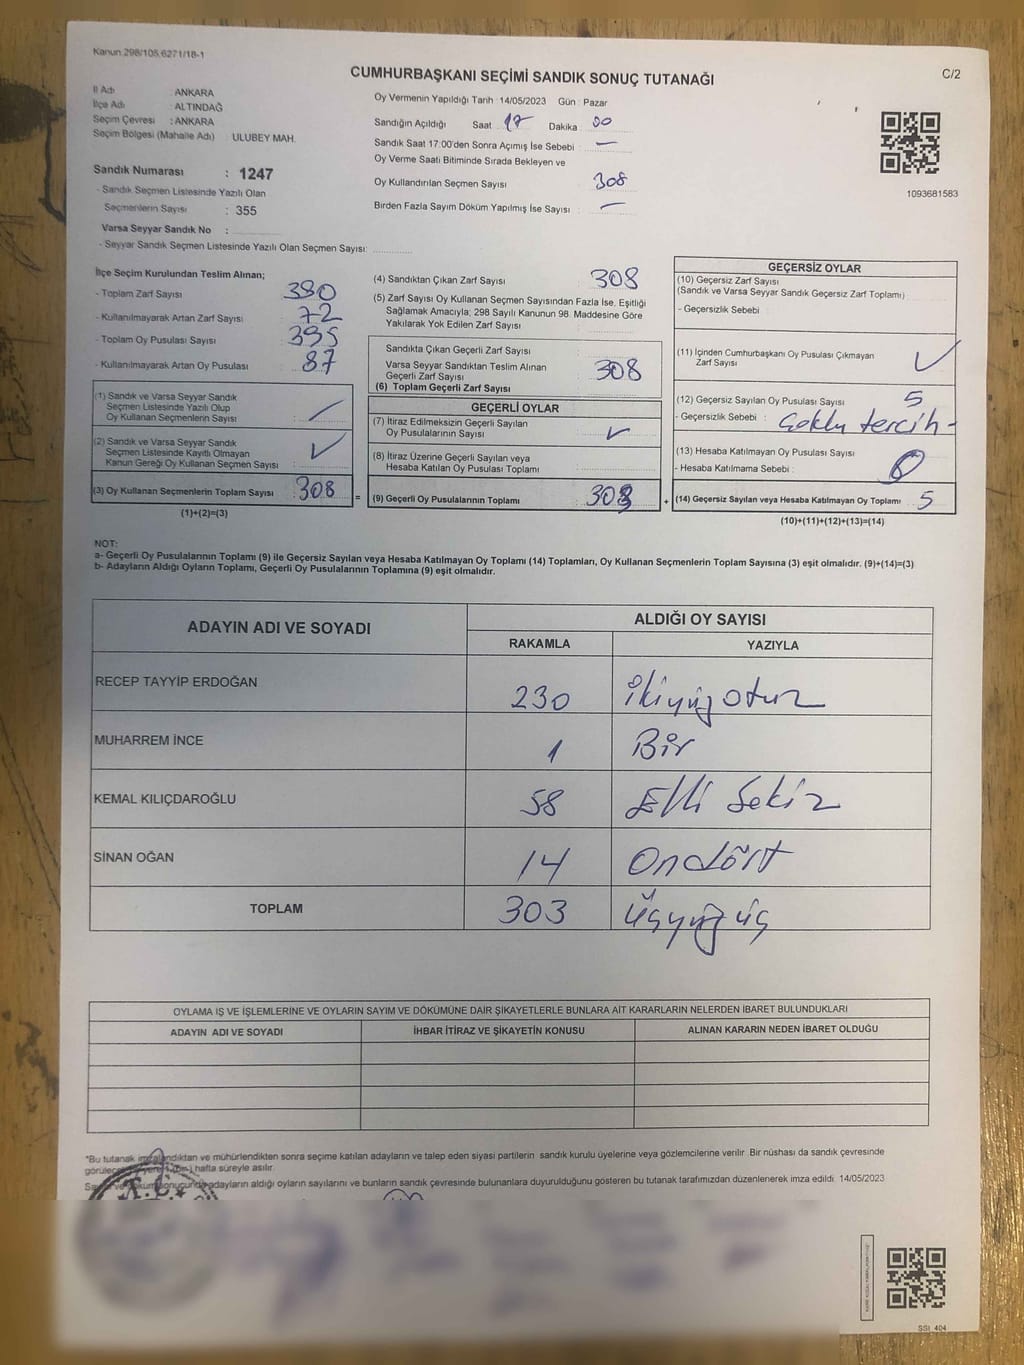 Kanun.298/105,6271/18-1
C/2
CUMHURBAŞKANI SEÇİMİ SANDIK SONUÇ TUTANAĞI
İl Adı : ANKARA
İlçe Adı : ALTINDAĞ
Seçim Çevresi : ANKARA
Seçim Bölgesi (Mahalle Adı) : ULUBEY MAH.
Sandık Numarası : 1247
- Sandık Seçmen Listesinde Yazılı Olan
Seçmenlerin Sayısı : 355
Varsa Seyyar Sandık No :
- Seyyar Sandık Seçmen Listesinde Yazılı Olan Seçmen Sayısı:
Oy Vermenin Yapıldığı Tarih : 14/05/2023 Gün : Pazar
Sandığın Açıldığı Saat 17 Dakika 00
Sandık Saat 17:00'den Sonra Açımış İse Sebebi : —
Oy Verme Saati Bitiminde Sırada Bekleyen ve
Oy Kullandırılan Seçmen Sayısı 308
Birden Fazla Sayım Döküm Yapılmış İse Sayısı : —
1093681583
İlçe Seçim Kurulundan Teslim Alınan;
- Toplam Zarf Sayısı 380
- Kullanılmayarak Artan Zarf Sayısı : 72
- Toplam Oy Pusulası Sayısı : 395
- Kullanılmayarak Artan Oy Pusulası : 87
(1) Sandık ve Varsa Seyyar Sandık
Seçmen Listesinde Yazılı Olup
Oy Kullanan Seçmenlerin Sayısı :
(2) Sandık ve Varsa Seyyar Sandık
Seçmen Listesinde Kayıtlı Olmayan
Kanun Gereği Oy Kullanan Seçmen Sayısı :
(3) Oy Kullanan Seçmenlerin Toplam Sayısı : 308
(1)+(2)=(3)
=
(4) Sandıktan Çıkan Zarf Sayısı : 308
(5) Zarf Sayısı Oy Kullanan Seçmen Sayısından Fazla İse, Eşitliği
Sağlamak Amacıyla; 298 Sayılı Kanunun 98. Maddesine Göre
Yakılarak Yok Edilen Zarf Sayısı :
Sandıkta Çıkan Geçerli Zarf Sayısı :
Varsa Seyyar Sandıktan Teslim Alınan
Geçerli Zarf Sayısı : 308
(6) Toplam Geçerli Zarf Sayısı
GEÇERLİ OYLAR
(7) İtiraz Edilmeksizin Geçerli Sayılan
Oy Pusulalarının Sayısı :
(8) İtiraz Üzerine Geçerli Sayılan veya
Hesaba Katılan Oy Pusulası Toplamı :
(9) Geçerli Oy Pusulalarının Toplamı : 303
+
GEÇERSİZ OYLAR
(10) Geçersiz Zarf Sayısı
(Sandık ve Varsa Seyyar Sandık Geçersiz Zarf Toplamı)
- Geçersizlik Sebebi :
(11) İçinden Cumhurbaşkanı Oy Pusulası Çıkmayan
Zarf Sayısı :
(12) Geçersiz Sayılan Oy Pusulası Sayısı : 5
- Geçersizlik Sebebi : Çoklu tercih -
(13) Hesaba Katılmayan Oy Pusulası Sayısı :
- Hesaba Katılmama Sebebi : 0
(14) Geçersiz Sayılan veya Hesaba Katılmayan Oy Toplamı : 5
(10)+(11)+(12)+(13)=(14)
NOT:
a- Geçerli Oy Pusulalarının Toplamı (9) ile Geçersiz Sayılan veya Hesaba Katılmayan Oy Toplamı (14) Toplamları, Oy Kullanan Seçmenlerin Toplam Sayısına (3) eşit olmalıdır. (9)+(14)=(3)
b- Adayların Aldığı Oyların Toplamı, Geçerli Oy Pusulalarının Toplamına (9) eşit olmalıdır.
ADAYIN ADI VE SOYADI ALDIĞI OY SAYISI
RAKAMLA YAZIYLA
RECEP TAYYİP ERDOĞAN 230 ikiyüzotuz
MUHARREM İNCE 1 Bir
KEMAL KILIÇDAROĞLU 58 Elli Sekiz
SİNAN OĞAN 14 Ondört
TOPLAM 303 Üçyüz üç
OYLAMA İŞ VE İŞLEMLERİNE VE OYLARIN SAYIM VE DÖKÜMÜNE DAİR ŞİKAYETLERLE BUNLARA AİT KARARLARIN NELERDEN İBARET BULUNDUKLARI
ADAYIN ADI VE SOYADI İHBAR İTİRAZ VE ŞİKAYETİN KONUSU ALINAN KARARIN NEDEN İBARET OLDUĞU
*Bu tutanak imzalandıktan ve mühürlendikten sonra seçime katılan adayların ve talep eden siyasi partilerin sandık kurulu üyelerine veya gözlemcilerine verilir. Bir nüshası da sandık çevresinde
hafta süreyle asılır.
adayların aldığı oyların sayılarını ve bunların sandık çevresinde bulunanlara duyurulduğunu gösteren bu tutanak tarafımızdan düzenlenerek imza edildi. 14/05/2023
T.C.
SSI_404